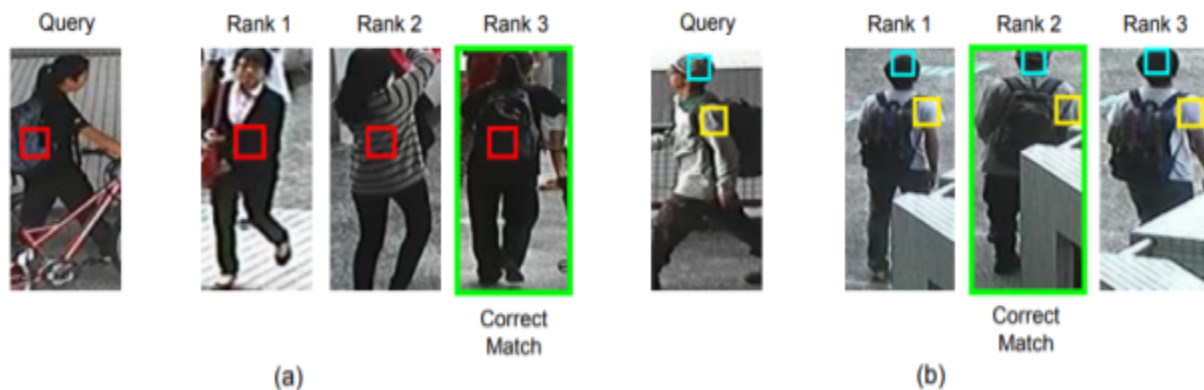 Query Rank 1 Rank 2 Rank 3 Query Rank 1 Rank 2 Rank 3
Correct Correct
Match Match
(a) (b)